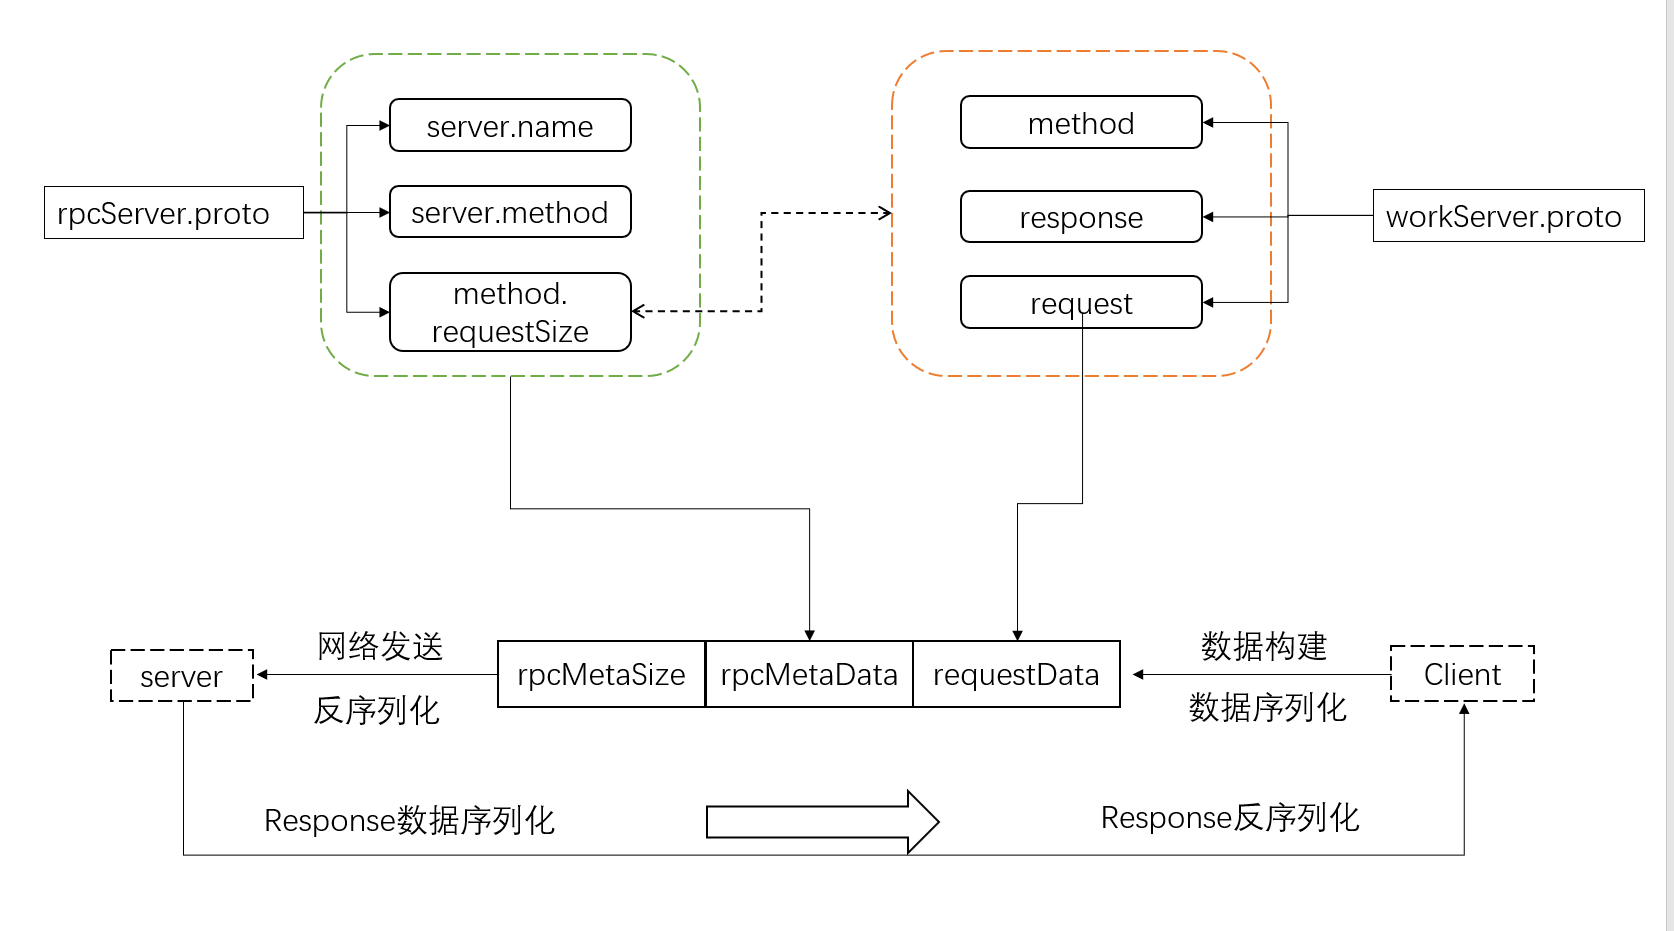 server.name
method
rpcServer.proto
server.method
response
workServer.proto
method.
requestSize
request
网络发送
数据构建
server
rpcMetaSize
rpcMetaData
requestData
Client
反序列化
数据序列化
Response数据序列化
Response反序列化